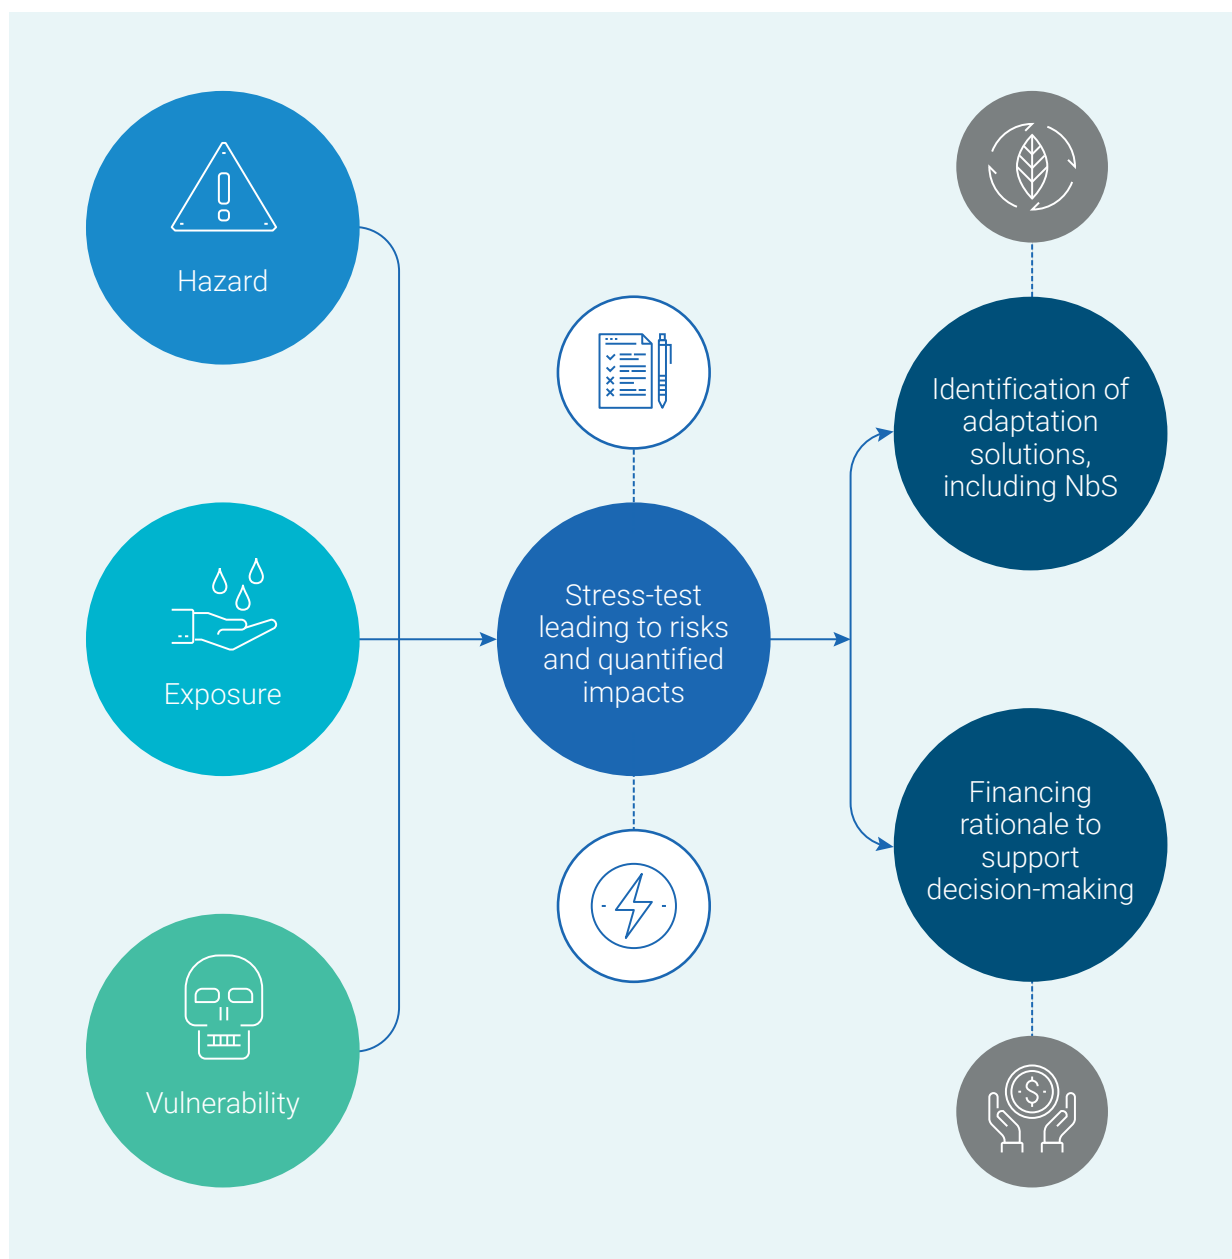 Hazard
Exposure
Vulnerability
Stress-test
leading to risks
and quantified
impacts
Identification of
adaptation
solutions,
including NbS
Financing
rationale to
support
decision-making